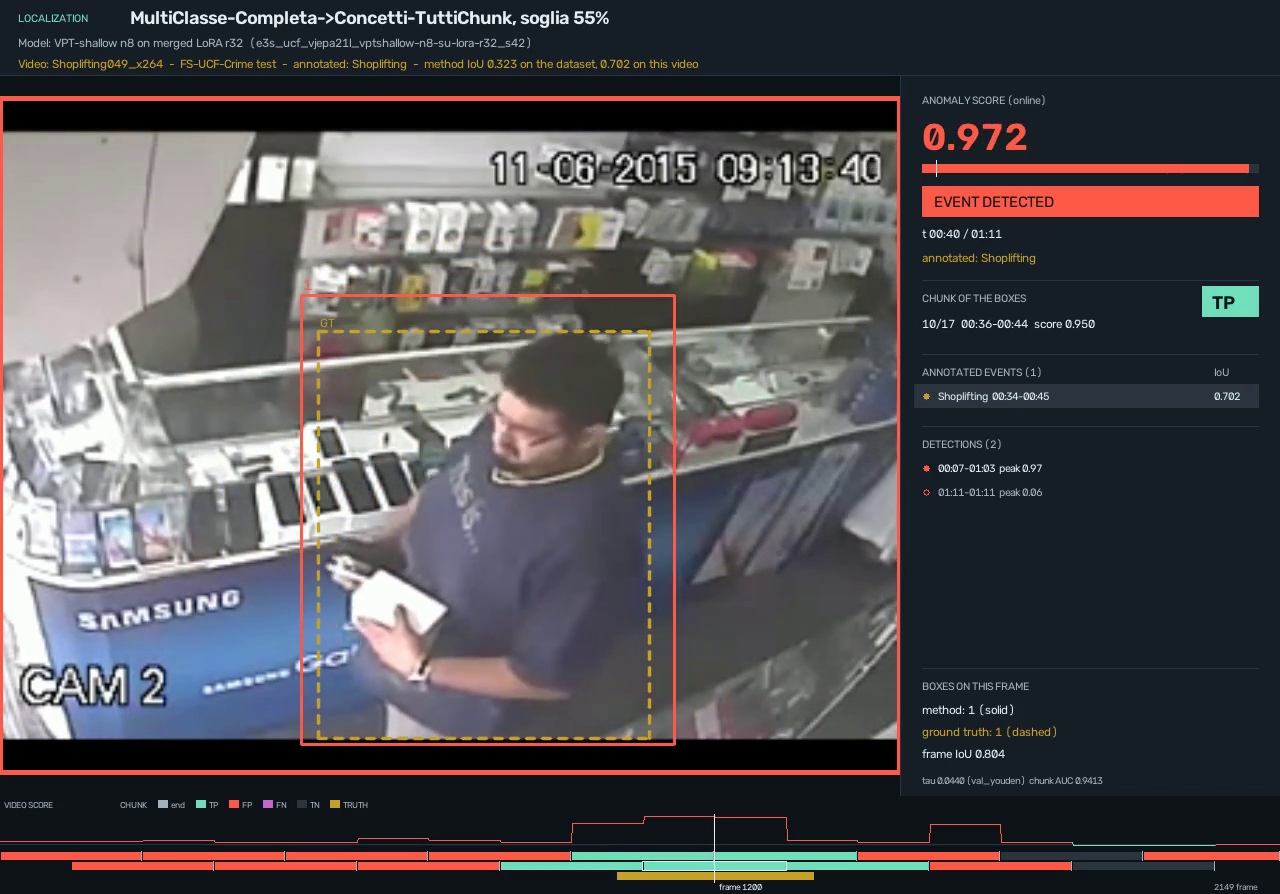 LOCALIZATION MultiClasse-Completa->Concetti-TuttiChunk, soglia 55%
Model: VPT-shallow n8 on merged LoRA r32 (e3s_ucf_vjepa21l_vptshallow-n8-su-lora-r32_s42)
Video: Shoplifting049_x264 - FS-UCF-Crime test - annotated: Shoplifting - method IoU 0.323 on the dataset, 0.702 on this video
11-06-2015 09:13:40
1
GT
SAMSUNG
SAMSUNG Ga
CAM 2
ANOMALY SCORE (online)
0.972
EVENT DETECTED
t 00:40 / 01:11
annotated: Shoplifting
CHUNK OF THE BOXES TP
10/17 00:36-00:44 score 0.950
ANNOTATED EVENTS (1) IoU
Shoplifting 00:34-00:45 0.702
DETECTIONS (2)
00:07-01:03 peak 0.97
01:11-01:11 peak 0.06
BOXES ON THIS FRAME
method: 1 (solid)
ground truth: 1 (dashed)
frame IoU 0.804
tau 0.0440 (val_youden) chunk AUC 0.9413
VIDEO SCORE CHUNK end TP FP FN TN TRUTH
frame 1200 2149 frame